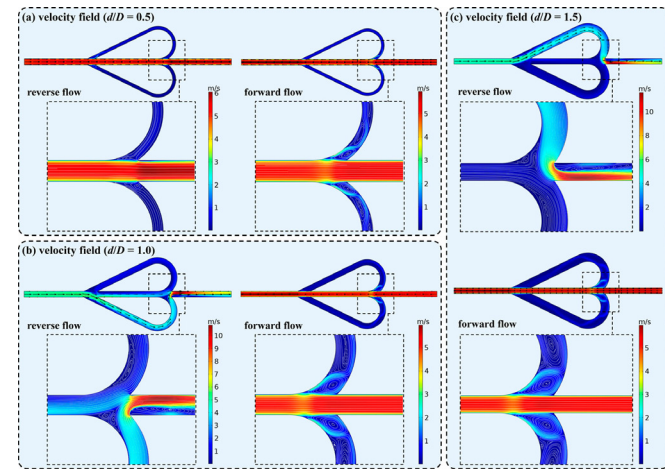 (a) velocity field (d/D = 0.5)
m/s
reverse flow
6
5
4
3
2
1
m/s
forward flow
5
4
3
2
1
(c) velocity field (d/D = 1.5)
m/s
reverse flow
10
8
6
4
2
(b) velocity field (d/D = 1.0)
m/s
reverse flow
10
9
8
7
6
5
4
3
2
1
m/s
forward flow
5
4
3
2
1
m/s
forward flow
5
4
3
2
1